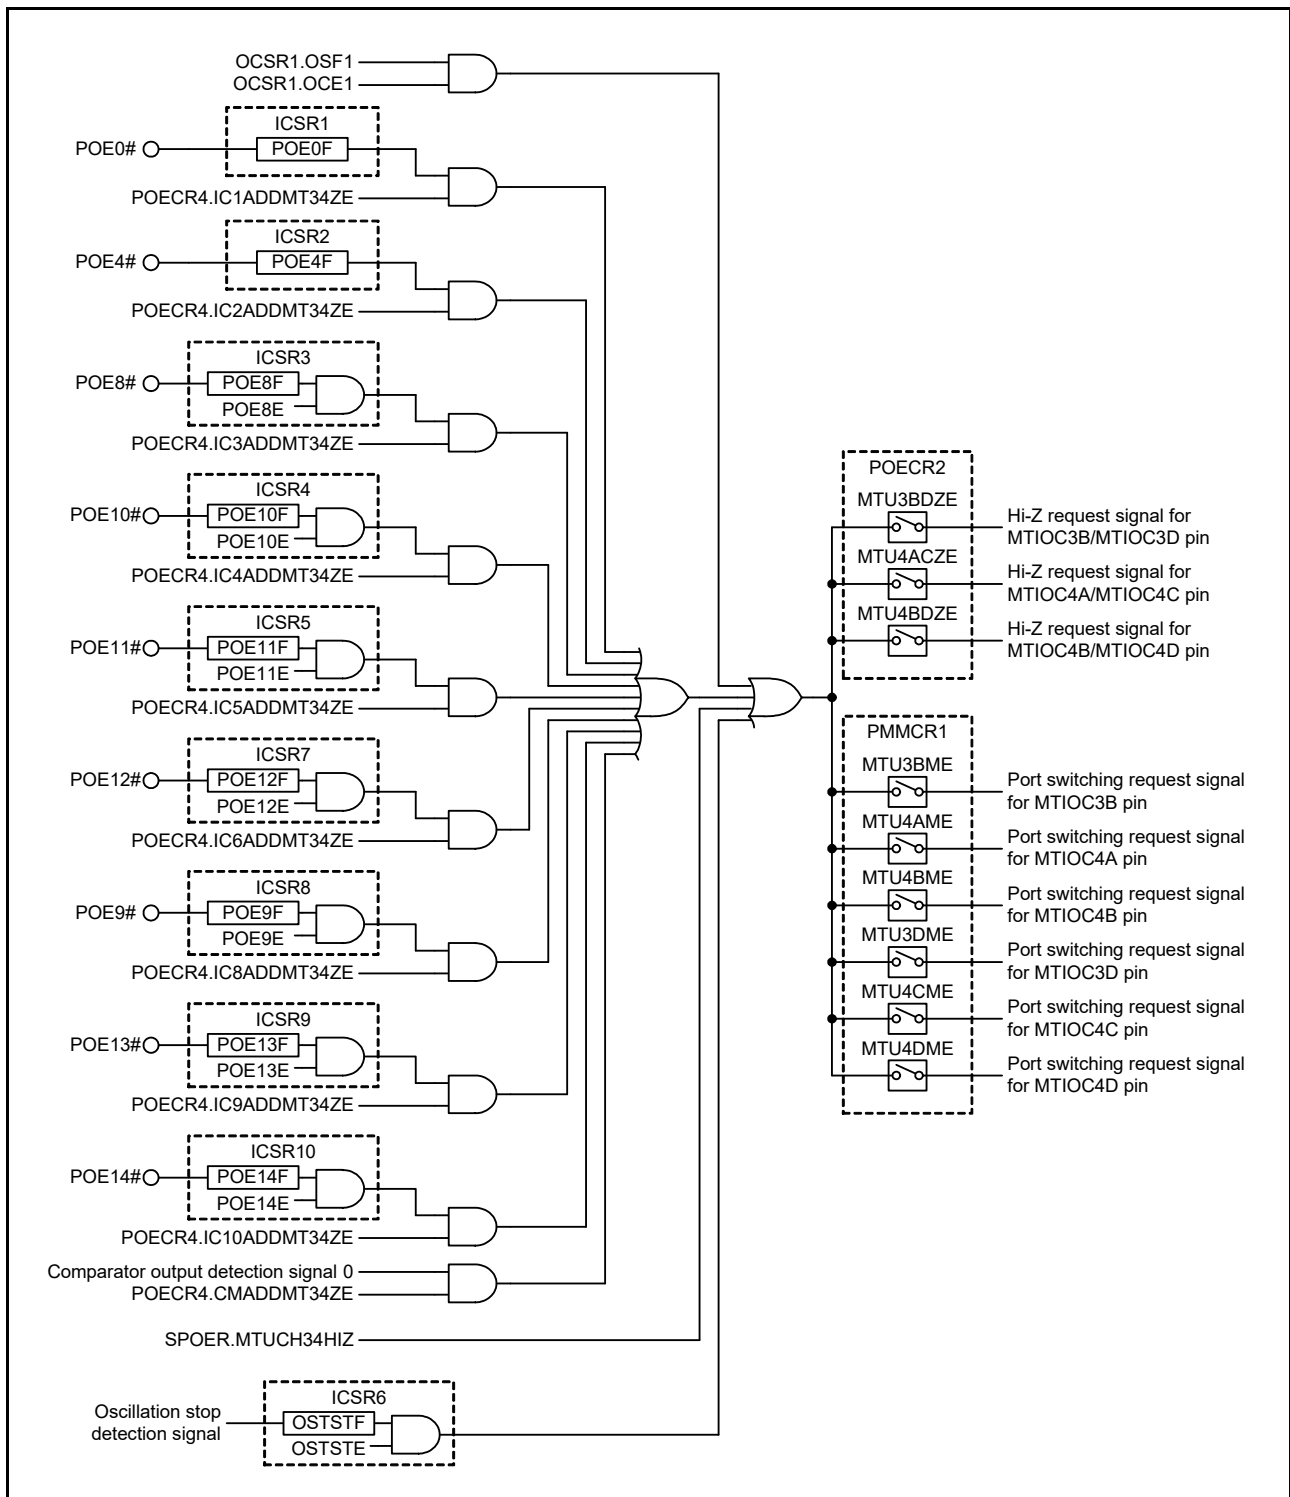 OCSR1.OSF1
OCSR1.OCE1
ICSR1
POE0#
POE0F
POECR4.IC1ADDMT34ZE
ICSR2
POE4#
POE4F
POECR4.IC2ADDMT34ZE
ICSR3
POE8#
POE8F
POE8E
POECR4.IC3ADDMT34ZE
ICSR4
POE10#
POE10F
POE10E
POECR4.IC4ADDMT34ZE
ICSR5
POE11#
POE11F
POE11E
POECR4.IC5ADDMT34ZE
ICSR7
POE12#
POE12F
POE12E
POECR4.IC6ADDMT34ZE
ICSR8
POE9#
POE9F
POE9E
POECR4.IC8ADDMT34ZE
ICSR9
POE13#
POE13F
POE13E
POECR4.IC9ADDMT34ZE
ICSR10
POE14#
POE14F
POE14E
POECR4.IC10ADDMT34ZE
Comparator output detection signal 0
POECR4.CMADDMT34ZE
SPOER.MTUCH34HIZ
ICSR6
Oscillation stop
detection signal
OSTSTF
OSTSTE
POECR2
MTU3BDZE
Hi-Z request signal for
MTIOC3B/MTIOC3D pin
MTU4ACZE
Hi-Z request signal for
MTIOC4A/MTIOC4C pin
MTU4BDZE
Hi-Z request signal for
MTIOC4B/MTIOC4D pin
PMMCR1
MTU3BME
Port switching request signal
for MTIOC3B pin
MTU4AME
Port switching request signal
for MTIOC4A pin
MTU4BME
Port switching request signal
for MTIOC4B pin
MTU3DME
Port switching request signal
for MTIOC3D pin
MTU4CME
Port switching request signal
for MTIOC4C pin
MTU4DME
Port switching request signal
for MTIOC4D pin